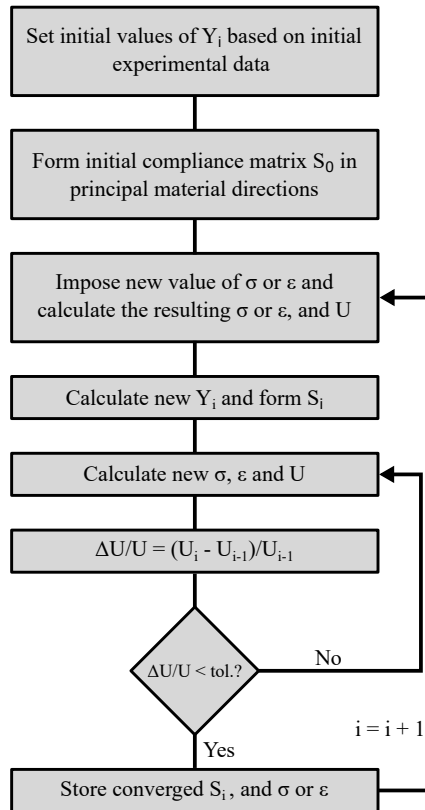 Set initial values of Yᵢ based on initial
experimental data
Form initial compliance matrix S₀ in
principal material directions
Impose new value of σ or ε and
calculate the resulting σ or ε, and U
Calculate new Yᵢ and form Sᵢ
Calculate new σ, ε and U
ΔU/U = (Uᵢ - Uᵢ₋₁)/Uᵢ₋₁
ΔU/U < tol.?
No
i = i + 1
Yes
Store converged Sᵢ, and σ or ε